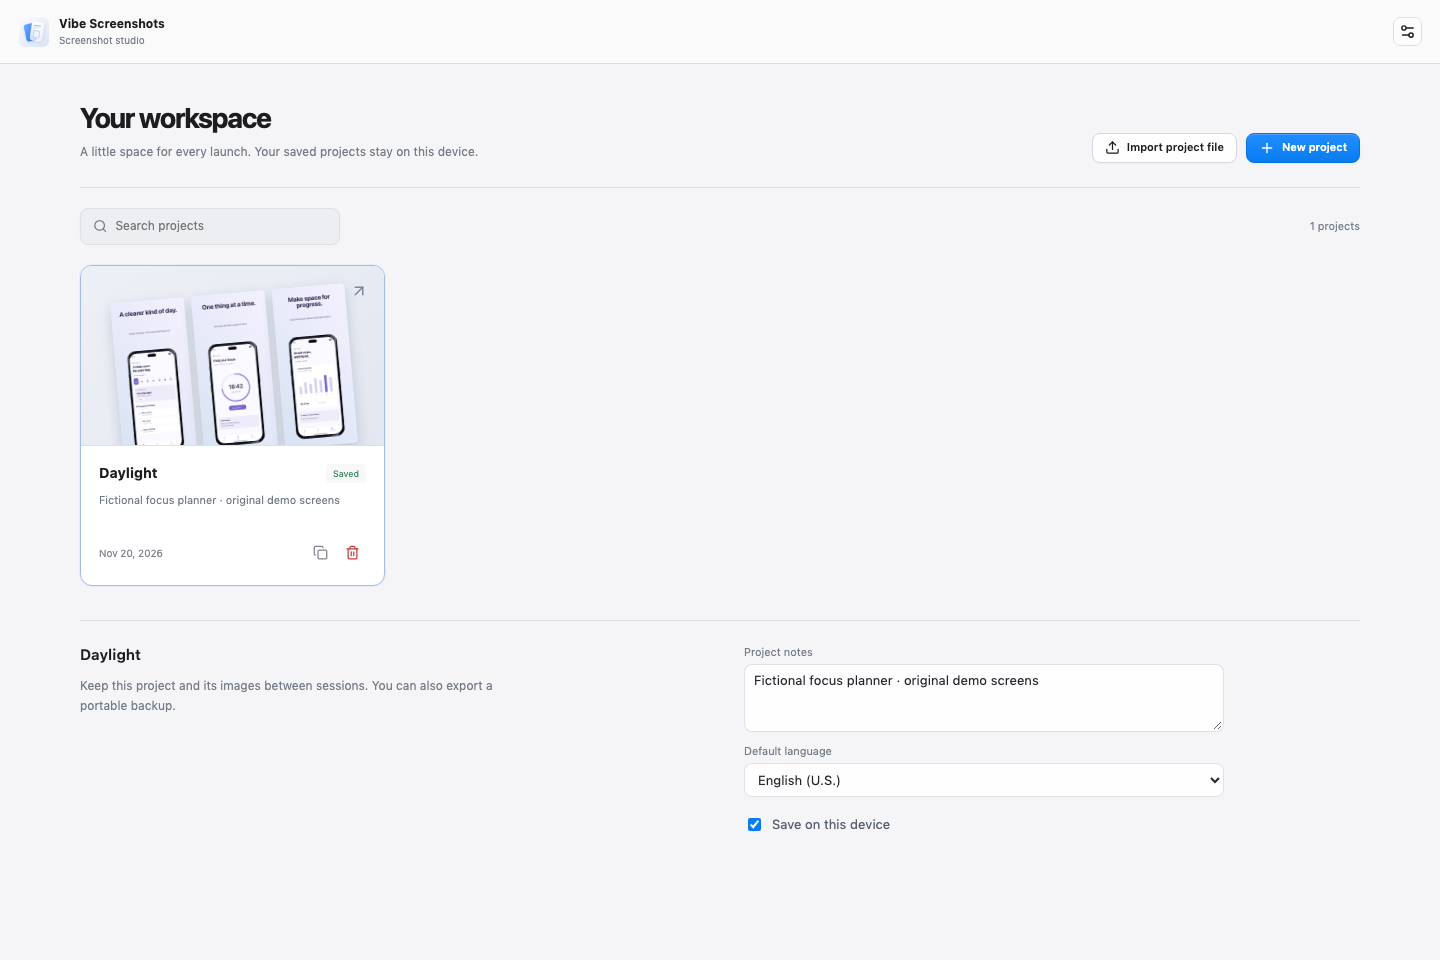 Vibe Screenshots
Screenshot studio
Your workspace
A little space for every launch. Your saved projects stay on this device.
Import project file
New project
Search projects
1 projects
A clearer kind of day.
One thing at a time.
Make space for
progress.
18:42
Daylight
Saved
Fictional focus planner · original demo screens
Nov 20, 2026
Daylight
Keep this project and its images between sessions. You can also export a
portable backup.
Project notes
Fictional focus planner · original demo screens
Default language
English (U.S.)
Save on this device